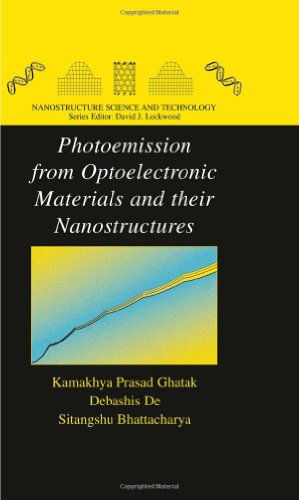 NANOSTRUCTURE SCIENCE AND TECHNOLOGY
Series Editor: David J. Lockwood
Photoemission
from Optoelectronic
Materials and their
Nanostructures
Kamakhya Prasad Ghatak
Debashis De
Sitangshu Bhattacharya